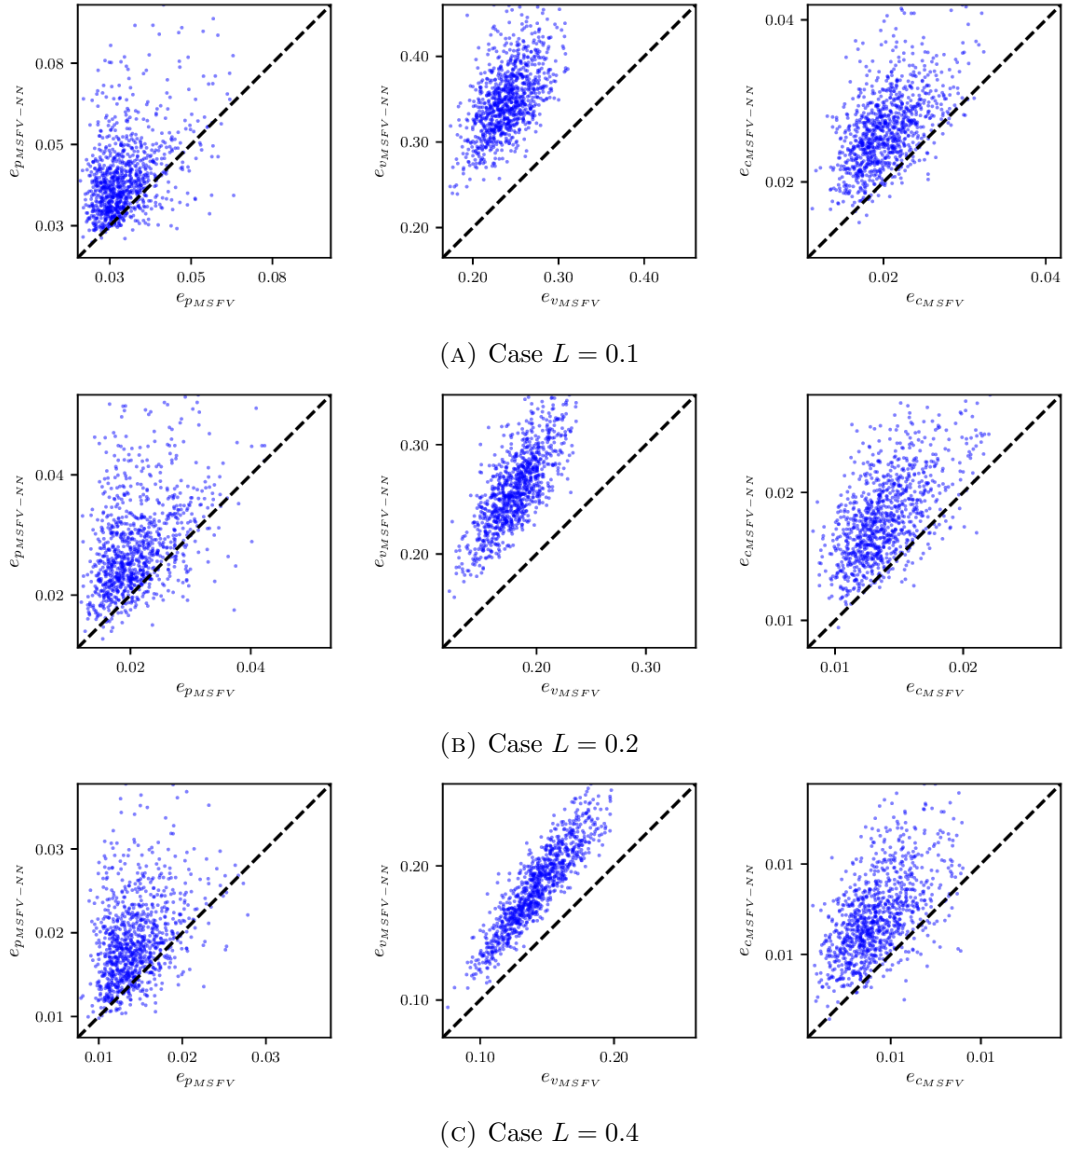 0.08
0.05
0.03
e_{p_{MSFV-NN}}
0.03 0.05 0.08
e_{p_{MSFV}}
0.40
0.30
0.20
e_{v_{MSFV-NN}}
0.20 0.30 0.40
e_{v_{MSFV}}
0.04
0.02
e_{c_{MSFV-NN}}
0.02 0.04
e_{c_{MSFV}}
(A) Case L = 0.1
0.04
0.02
e_{p_{MSFV-NN}}
0.02 0.04
e_{p_{MSFV}}
0.30
0.20
e_{v_{MSFV-NN}}
0.20 0.30
e_{v_{MSFV}}
0.02
0.01
e_{c_{MSFV-NN}}
0.01 0.02
e_{c_{MSFV}}
(B) Case L = 0.2
0.03
0.02
0.01
e_{p_{MSFV-NN}}
0.01 0.02 0.03
e_{p_{MSFV}}
0.20
0.10
e_{v_{MSFV-NN}}
0.10 0.20
e_{v_{MSFV}}
0.01
0.01
e_{c_{MSFV-NN}}
0.01 0.01
e_{c_{MSFV}}
(C) Case L = 0.4